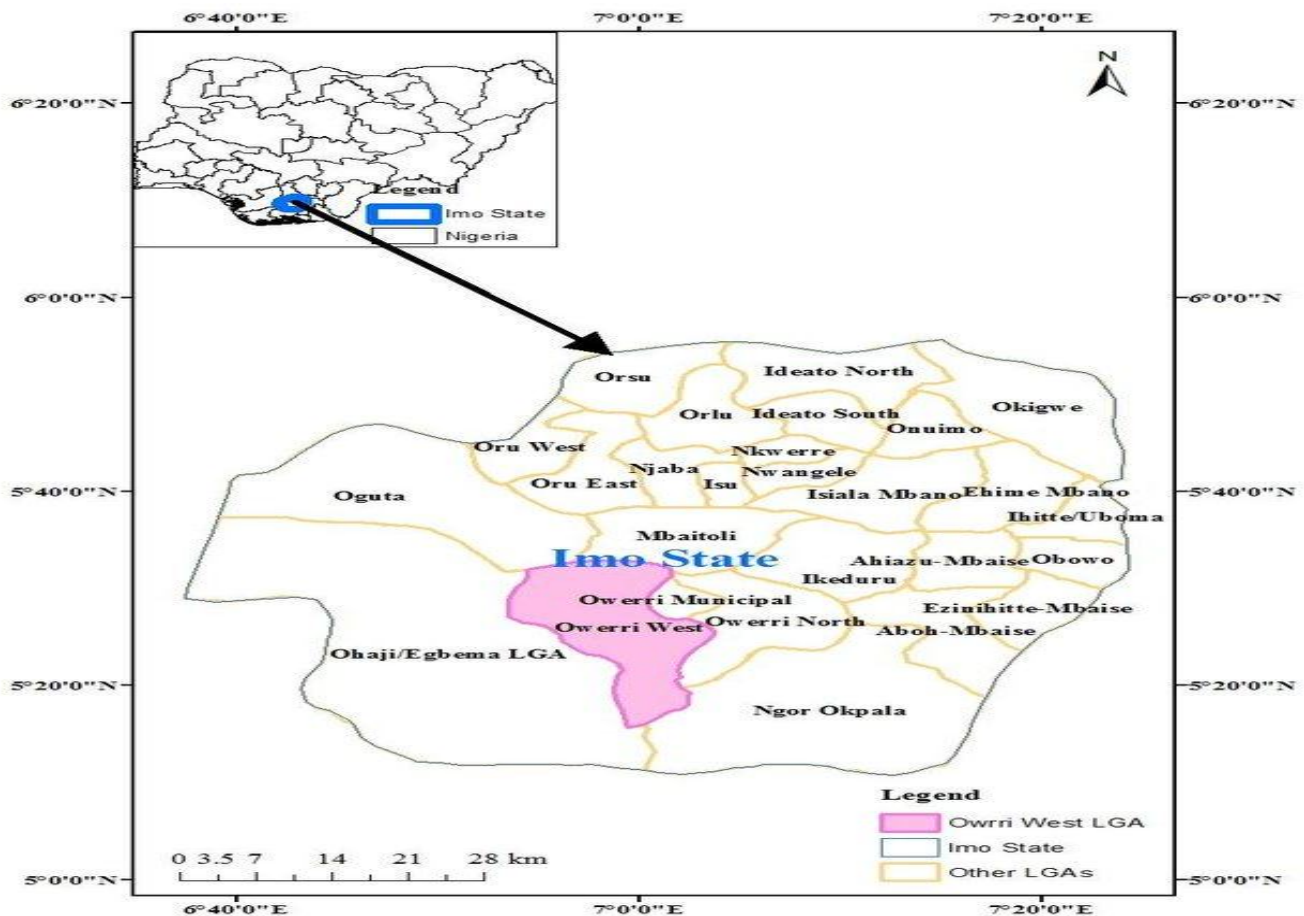 6°40'0"E 7°0'0"E 7°20'0"E
N
6°20'0"N 6°20'0"N
Legend
Imo State
Nigeria
6°0'0"N 6°0'0"N
Orsu
Ideato North
Okigwe
Orlu
Ideato South
Onuimo
Oru West
Nkwerre
Njaba
Nwangele
Oru East
Isu
Oguta
Isiala Mbano
Ehime Mbano
5°40'0"N 5°40'0"N
Ihitte/Uboma
Mbaitoli
Imo State
Ahiazu-Mbaise
Obowo
Ikeduru
Owerri Municipal
Ezinihitte-Mbaise
Owerri West
Owerri North
Aboh-Mbaise
Ohaji/Egbema LGA
5°20'0"N 5°20'0"N
Ngor Okpala
Legend
Owrri West LGA
Imo State
Other LGAs
0 3.5 7 14 21 28 km
5°0'0"N 5°0'0"N
6°40'0"E 7°0'0"E 7°20'0"E